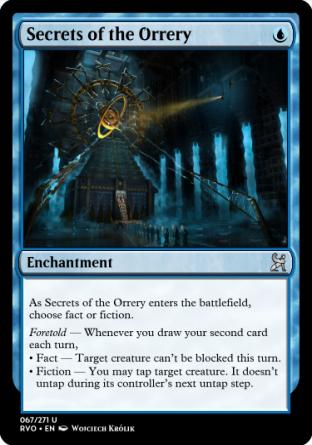 Secrets of the Orrery
Enchantment
As Secrets of the Orrery enters the battlefield,
choose fact or fiction.
Foretold — Whenever you draw your second card
each turn,
• Fact — Target creature can't be blocked this turn.
• Fiction — You may tap target creature. It doesn't
untap during its controller's next untap step.
067/271 U
RVO • EN Wojciech Królik